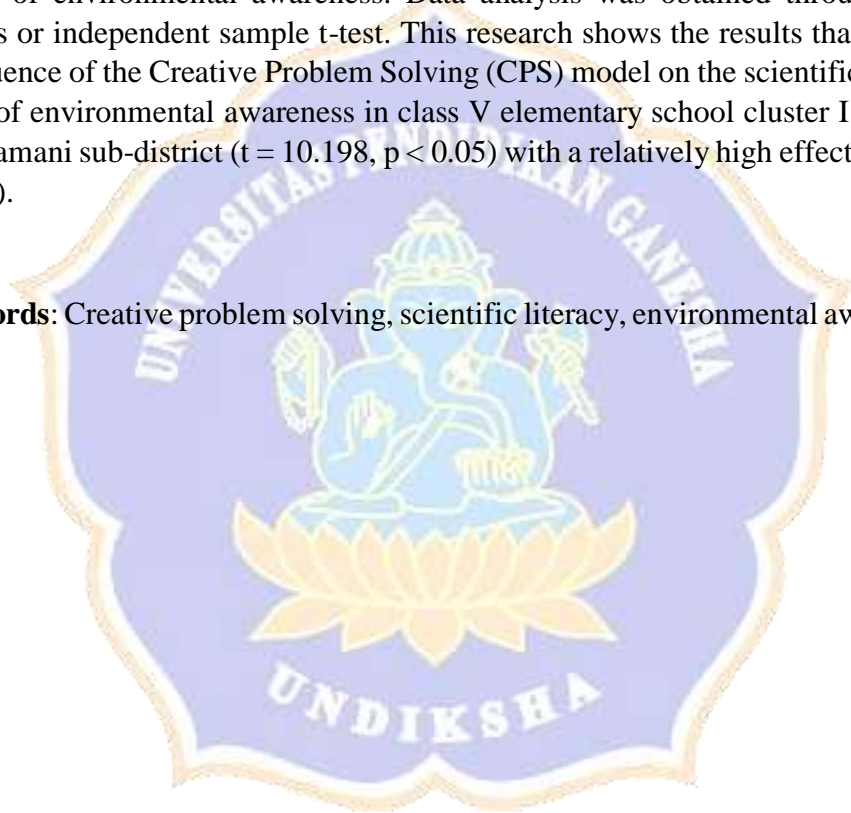 of environmental awareness. Data analysis was obtained throu
s or independent sample t-test. This research shows the results tha
uence of the Creative Problem Solving (CPS) model on the scientific
of environmental awareness in class V elementary school cluster I
amani sub-district (t = 10.198, p < 0.05) with a relatively high effect
).
ords: Creative problem solving, scientific literacy, environmental aw
UNIVERSITAS PENDIDIKAN GANESHA
UNDIKSHA